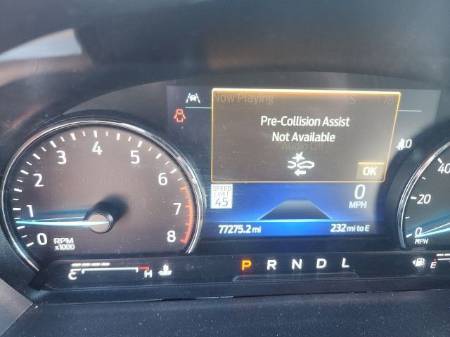 Now Playing
Pre-Collision Assist
Not Available
OK
SPEED
LIMIT
45
0
MPH
77275.2 mi
232 mi to E
0 1 2 3 4 5 6 7 8
RPM
x1000
C H
P R N D L
40
20
0
MPH
E